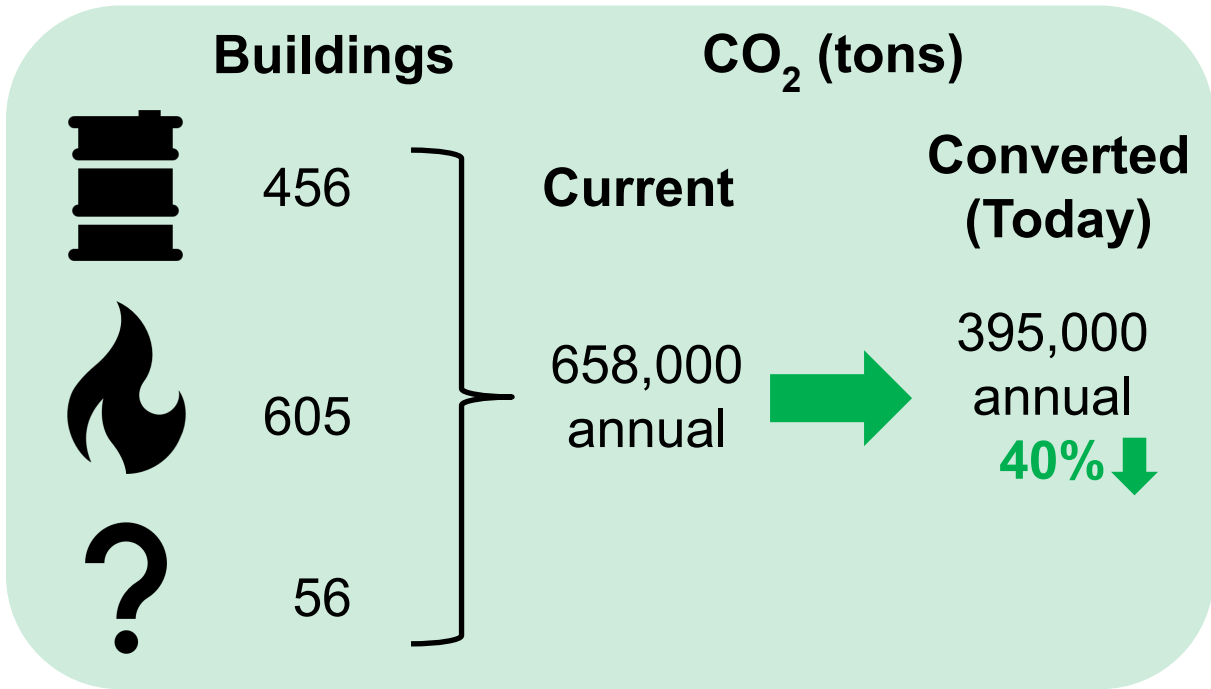 Buildings
CO₂ (tons)
456
605
?
56
Current
658,000
annual
Converted
(Today)
395,000
annual
40%